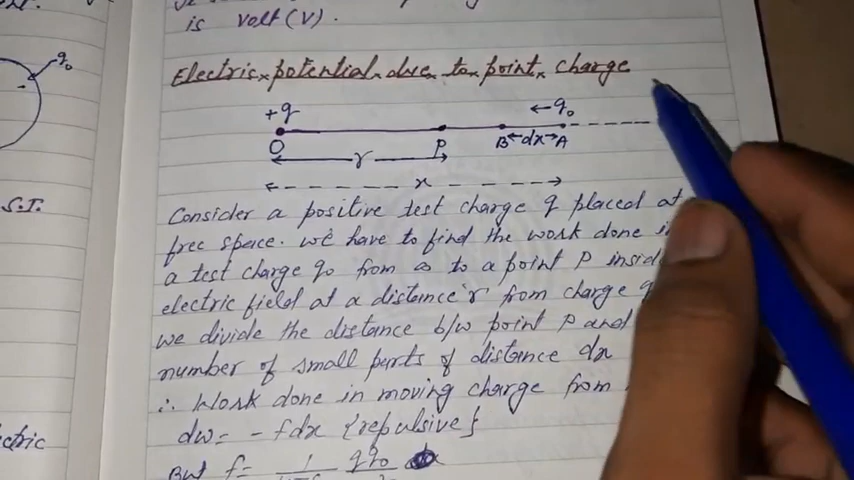 is volt (V).
q₀
Electric potential due to point charge
+q ←q₀
O P B ←dx→ A
r
x
S.I.
Consider a positive test charge q placed at
free space. we have to find the work done
a test charge q₀ from ∞ to a point P
electric field at a distance 'r' from charge q
we divide the distance b/w point P and
number of small parts of distance dx
∴ Work done in moving charge from
dw = - fdx {repulsive}
But f = 1 qq₀